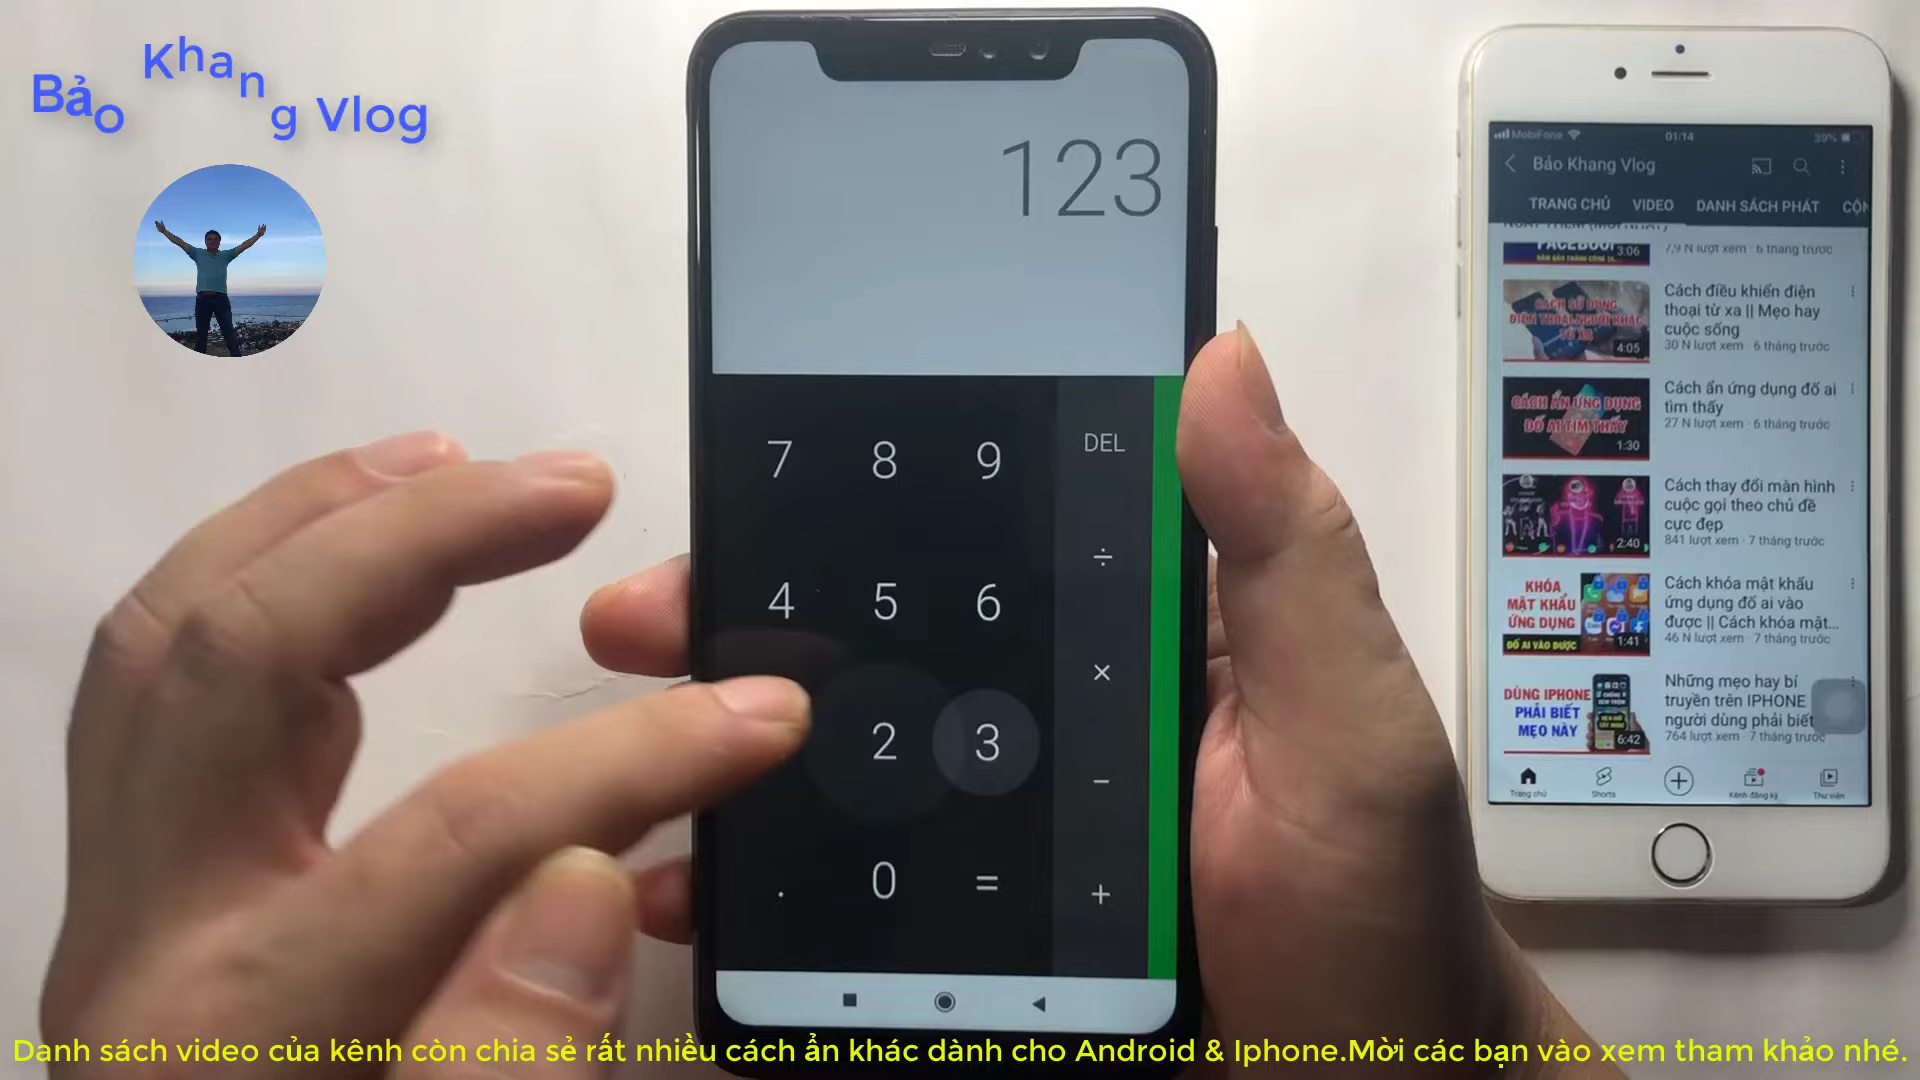 Bảo Khang Vlog
123
7 8 9 DEL
÷
4 5 6
×
2 3
−
. 0 = +
MobiFone 01:14 39%
Bảo Khang Vlog
TRANG CHỦ VIDEO DANH SÁCH PHÁT
FACEBOOK
3:06
7,9 N lượt xem · 6 tháng trước
CÁCH SỬ DỤNG
ĐIỆN THOẠI NGƯỜI KHÁC
TỪ XA
4:05
Cách điều khiển điện
thoại từ xa || Mẹo hay
cuộc sống
30 N lượt xem · 6 tháng trước
CÁCH ẨN ỨNG DỤNG
ĐỐ AI TÌM THẤY
1:30
Cách ẩn ứng dụng đố ai
tìm thấy
27 N lượt xem · 6 tháng trước
2:40
Cách thay đổi màn hình
cuộc gọi theo chủ đề
cực đẹp
841 lượt xem · 7 tháng trước
KHÓA
MẬT KHẨU
ỨNG DỤNG
ĐỐ AI VÀO ĐƯỢC
1:41
Cách khóa mật khẩu
ứng dụng đố ai vào
được || Cách khóa mật...
46 N lượt xem · 7 tháng trước
DÙNG IPHONE
PHẢI BIẾT
MẸO NÀY
6:42
Những mẹo hay bí
truyền trên IPHONE
người dùng phải biết
764 lượt xem · 7 tháng trước
Trang chủ Shorts Kênh đăng ký Thư viện
Danh sách video của kênh còn chia sẻ rất nhiều cách ẩn khác dành cho Android & Iphone.Mời các bạn vào xem tham khảo nhé.